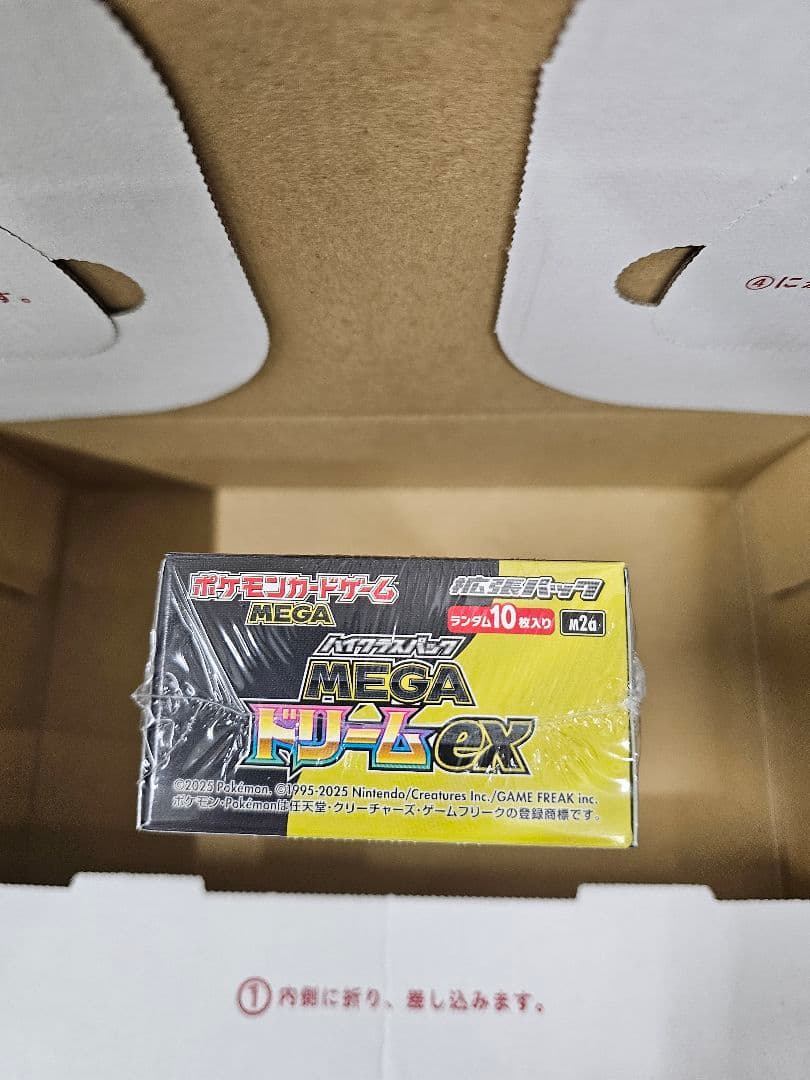 す。
④に
ポケモンカードゲーム
MEGA
拡張パック
ランダム10枚入り
M2a
ハイクラスパック
MEGA
ドリームex
©2025 Pokémon. ©1995-2025 Nintendo/Creatures Inc./GAME FREAK inc.
ポケモン・Pokémonは任天堂・クリーチャーズ・ゲームフリークの登録商標です。
①内側に折り、差し込みます。